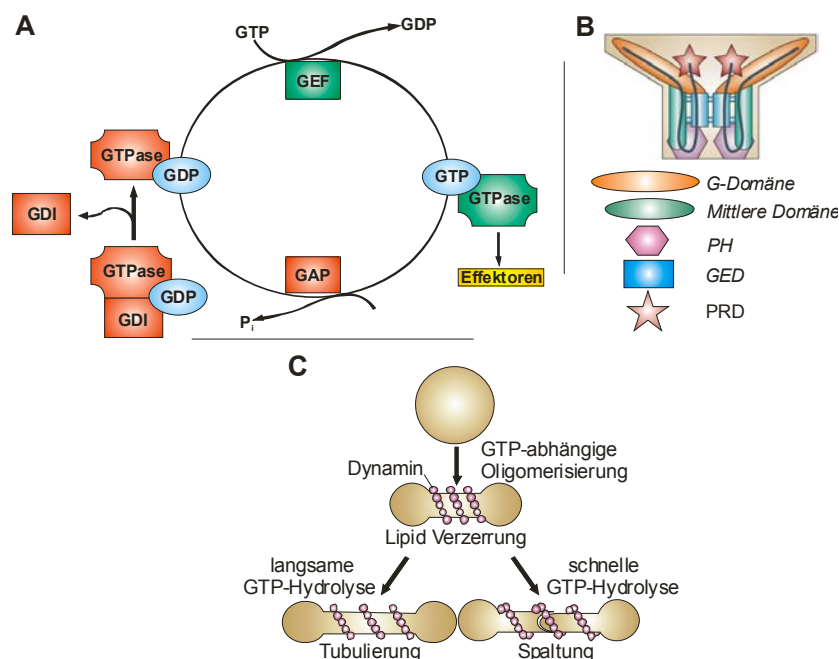 A
GTP
GDP
GEF
GTPase
GDP
GDI
GTPase
GDP
GDI
GTP
GTPase
Effektoren
GAP
Pi
B
G-Domäne
Mittlere Domäne
PH
GED
PRD
C
GTP-abhängige
Oligomerisierung
Dynamin
Lipid Verzerrung
langsame
GTP-Hydrolyse
schnelle
GTP-Hydrolyse
Tubulierung
Spaltung